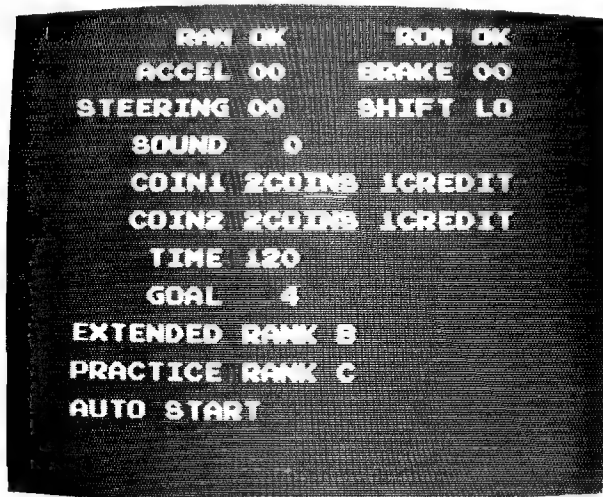 RAM OK ROM OK
ACCEL 00 BRAKE 00
STEERING 00 SHIFT LO
SOUND 0
COIN1 2COINS 1CREDIT
COIN2 2COINS 1CREDIT
TIME 120
GOAL 4
EXTENDED RANK B
PRACTICE RANK C
AUTO START